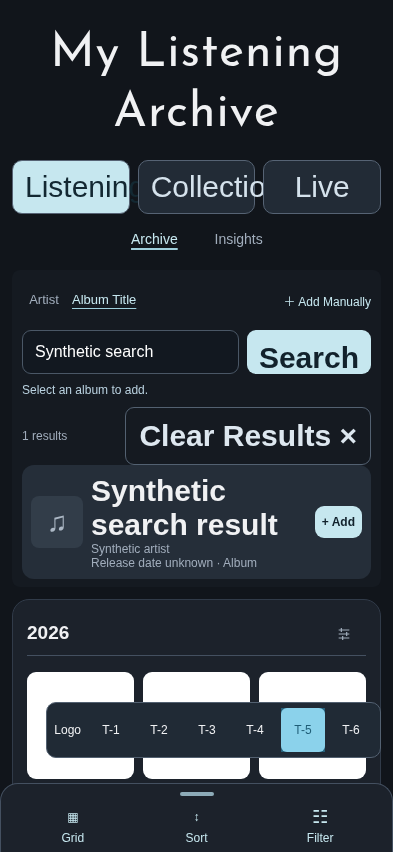 My Listening
Archive
Listening
Collectio
Live
Archive
Insights
Artist
Album Title
+ Add Manually
Synthetic search
Search
Select an album to add.
1 results
Clear Results ×
Synthetic
search result
Synthetic artist
Release date unknown · Album
+ Add
2026
Logo
T-1
T-2
T-3
T-4
T-5
T-6
Grid
Sort
Filter